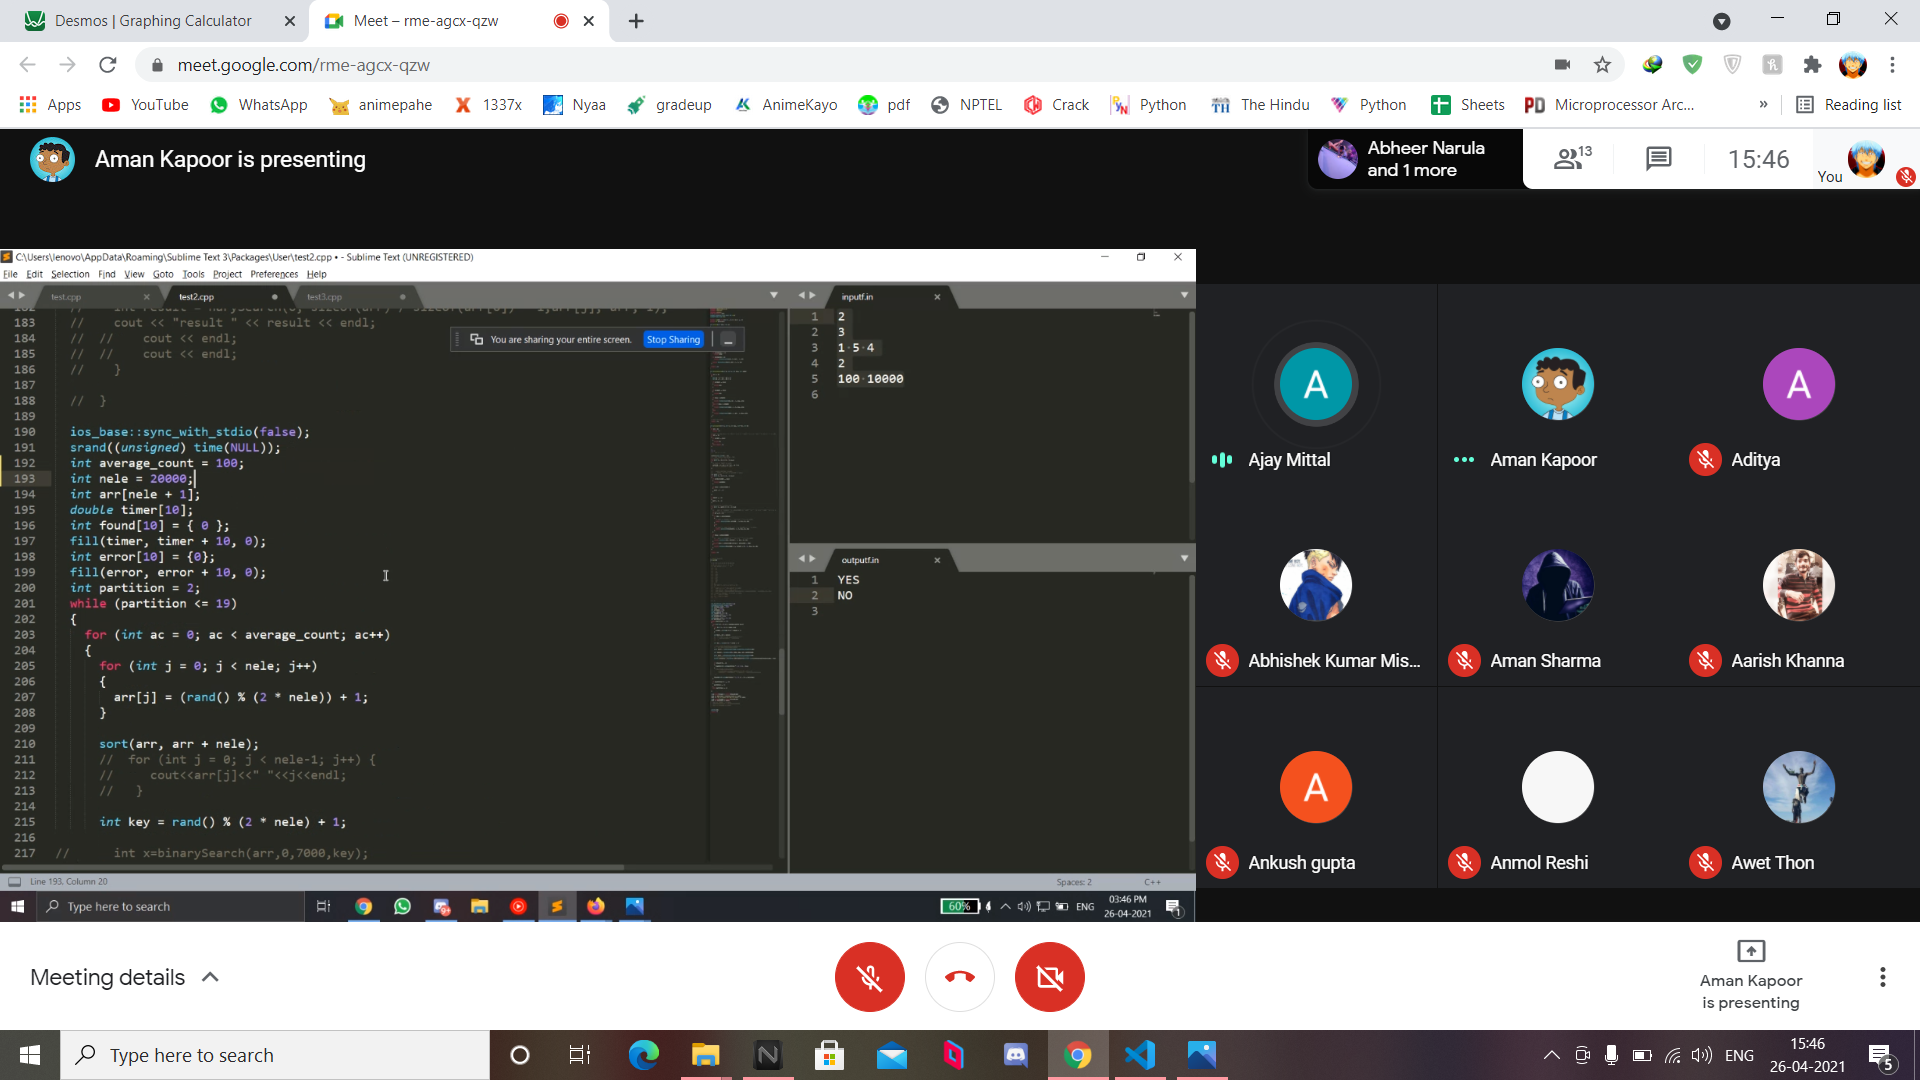 Desmos | Graphing Calculator
Meet – rme-agcx-qzw
meet.google.com/rme-agcx-qzw
Apps
YouTube
WhatsApp
animepahe
1337x
Nyaa
gradeup
AnimeKayo
pdf
NPTEL
Crack
Python
The Hindu
Python
Sheets
Microprocessor Arc...
»
Reading list
Aman Kapoor is presenting
Abheer Narula
and 1 more
13
15:46
You
C:\Users\lenovo\AppData\Roaming\Sublime Text 3\Packages\User\test2.cpp • - Sublime Text (UNREGISTERED)
File Edit Selection Find View Goto Tools Project Preferences Help
test.cpp
test2.cpp
test3.cpp
183 // cout << "result " << result << endl;
184 // // cout << endl;
185 // // cout << endl;
186 // }
187
188 // }
189
190 ios_base::sync_with_stdio(false);
191 srand((unsigned) time(NULL));
192 int average_count = 100;
193 int nele = 20000;
194 int arr[nele + 1];
195 double timer[10];
196 int found[10] = { 0 };
197 fill(timer, timer + 10, 0);
198 int error[10] = {0};
199 fill(error, error + 10, 0);
200 int partition = 2;
201 while (partition <= 19)
202 {
203 for (int ac = 0; ac < average_count; ac++)
204 {
205 for (int j = 0; j < nele; j++)
206 {
207 arr[j] = (rand() % (2 * nele)) + 1;
208 }
209
210 sort(arr, arr + nele);
211 // for (int j = 0; j < nele-1; j++) {
212 // cout<<arr[j]<<" "<<j<<endl;
213 // }
214
215 int key = rand() % (2 * nele) + 1;
216
217 // int x=binarySearch(arr,0,7000,key);
You are sharing your entire screen.
Stop Sharing
inputf.in
1 2
2 3
3 1 5 4
4 2
5 100 10000
6
outputf.in
1 YES
2 NO
3
Line 193, Column 20
Spaces: 2
C++
Type here to search
60%
ENG
03:46 PM
26-04-2021
1
A
Ajay Mittal
Aman Kapoor
A
Aditya
Abhishek Kumar Mis...
Aman Sharma
Aarish Khanna
A
Ankush gupta
Anmol Reshi
Awet Thon
Meeting details
Aman Kapoor
is presenting
Type here to search
ENG
15:46
26-04-2021
5